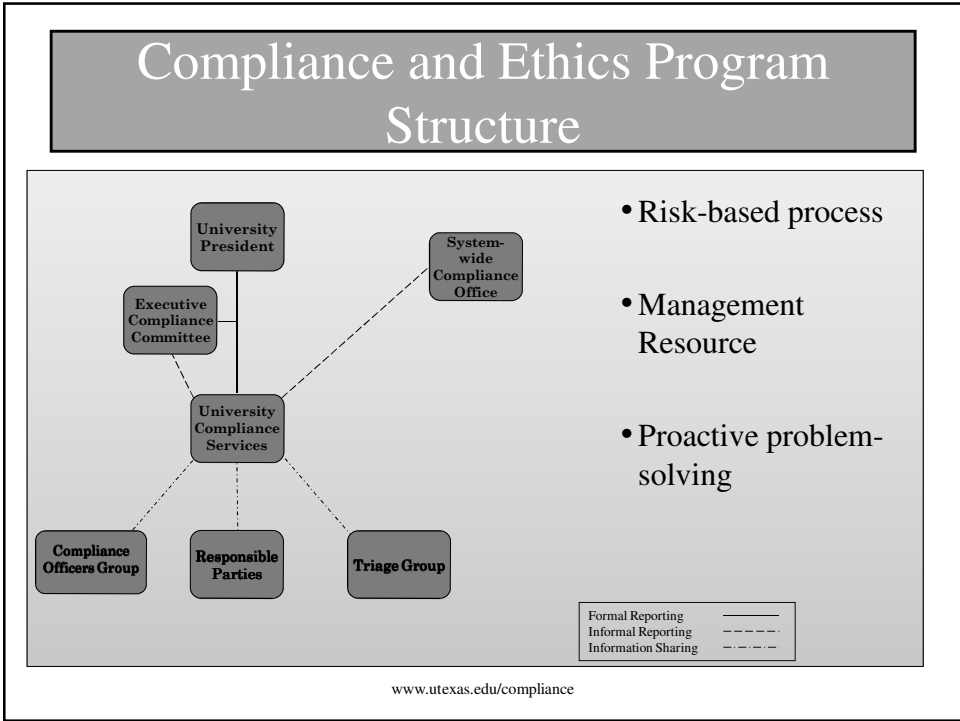 Compliance and Ethics Program
Structure
University
President
System-
wide
Compliance
Office
Executive
Compliance
Committee
University
Compliance
Services
Compliance
Officers Group
Responsible
Parties
Triage Group
• Risk-based process
• Management
Resource
• Proactive problem-
solving
Formal Reporting
Informal Reporting
Information Sharing
www.utexas.edu/compliance